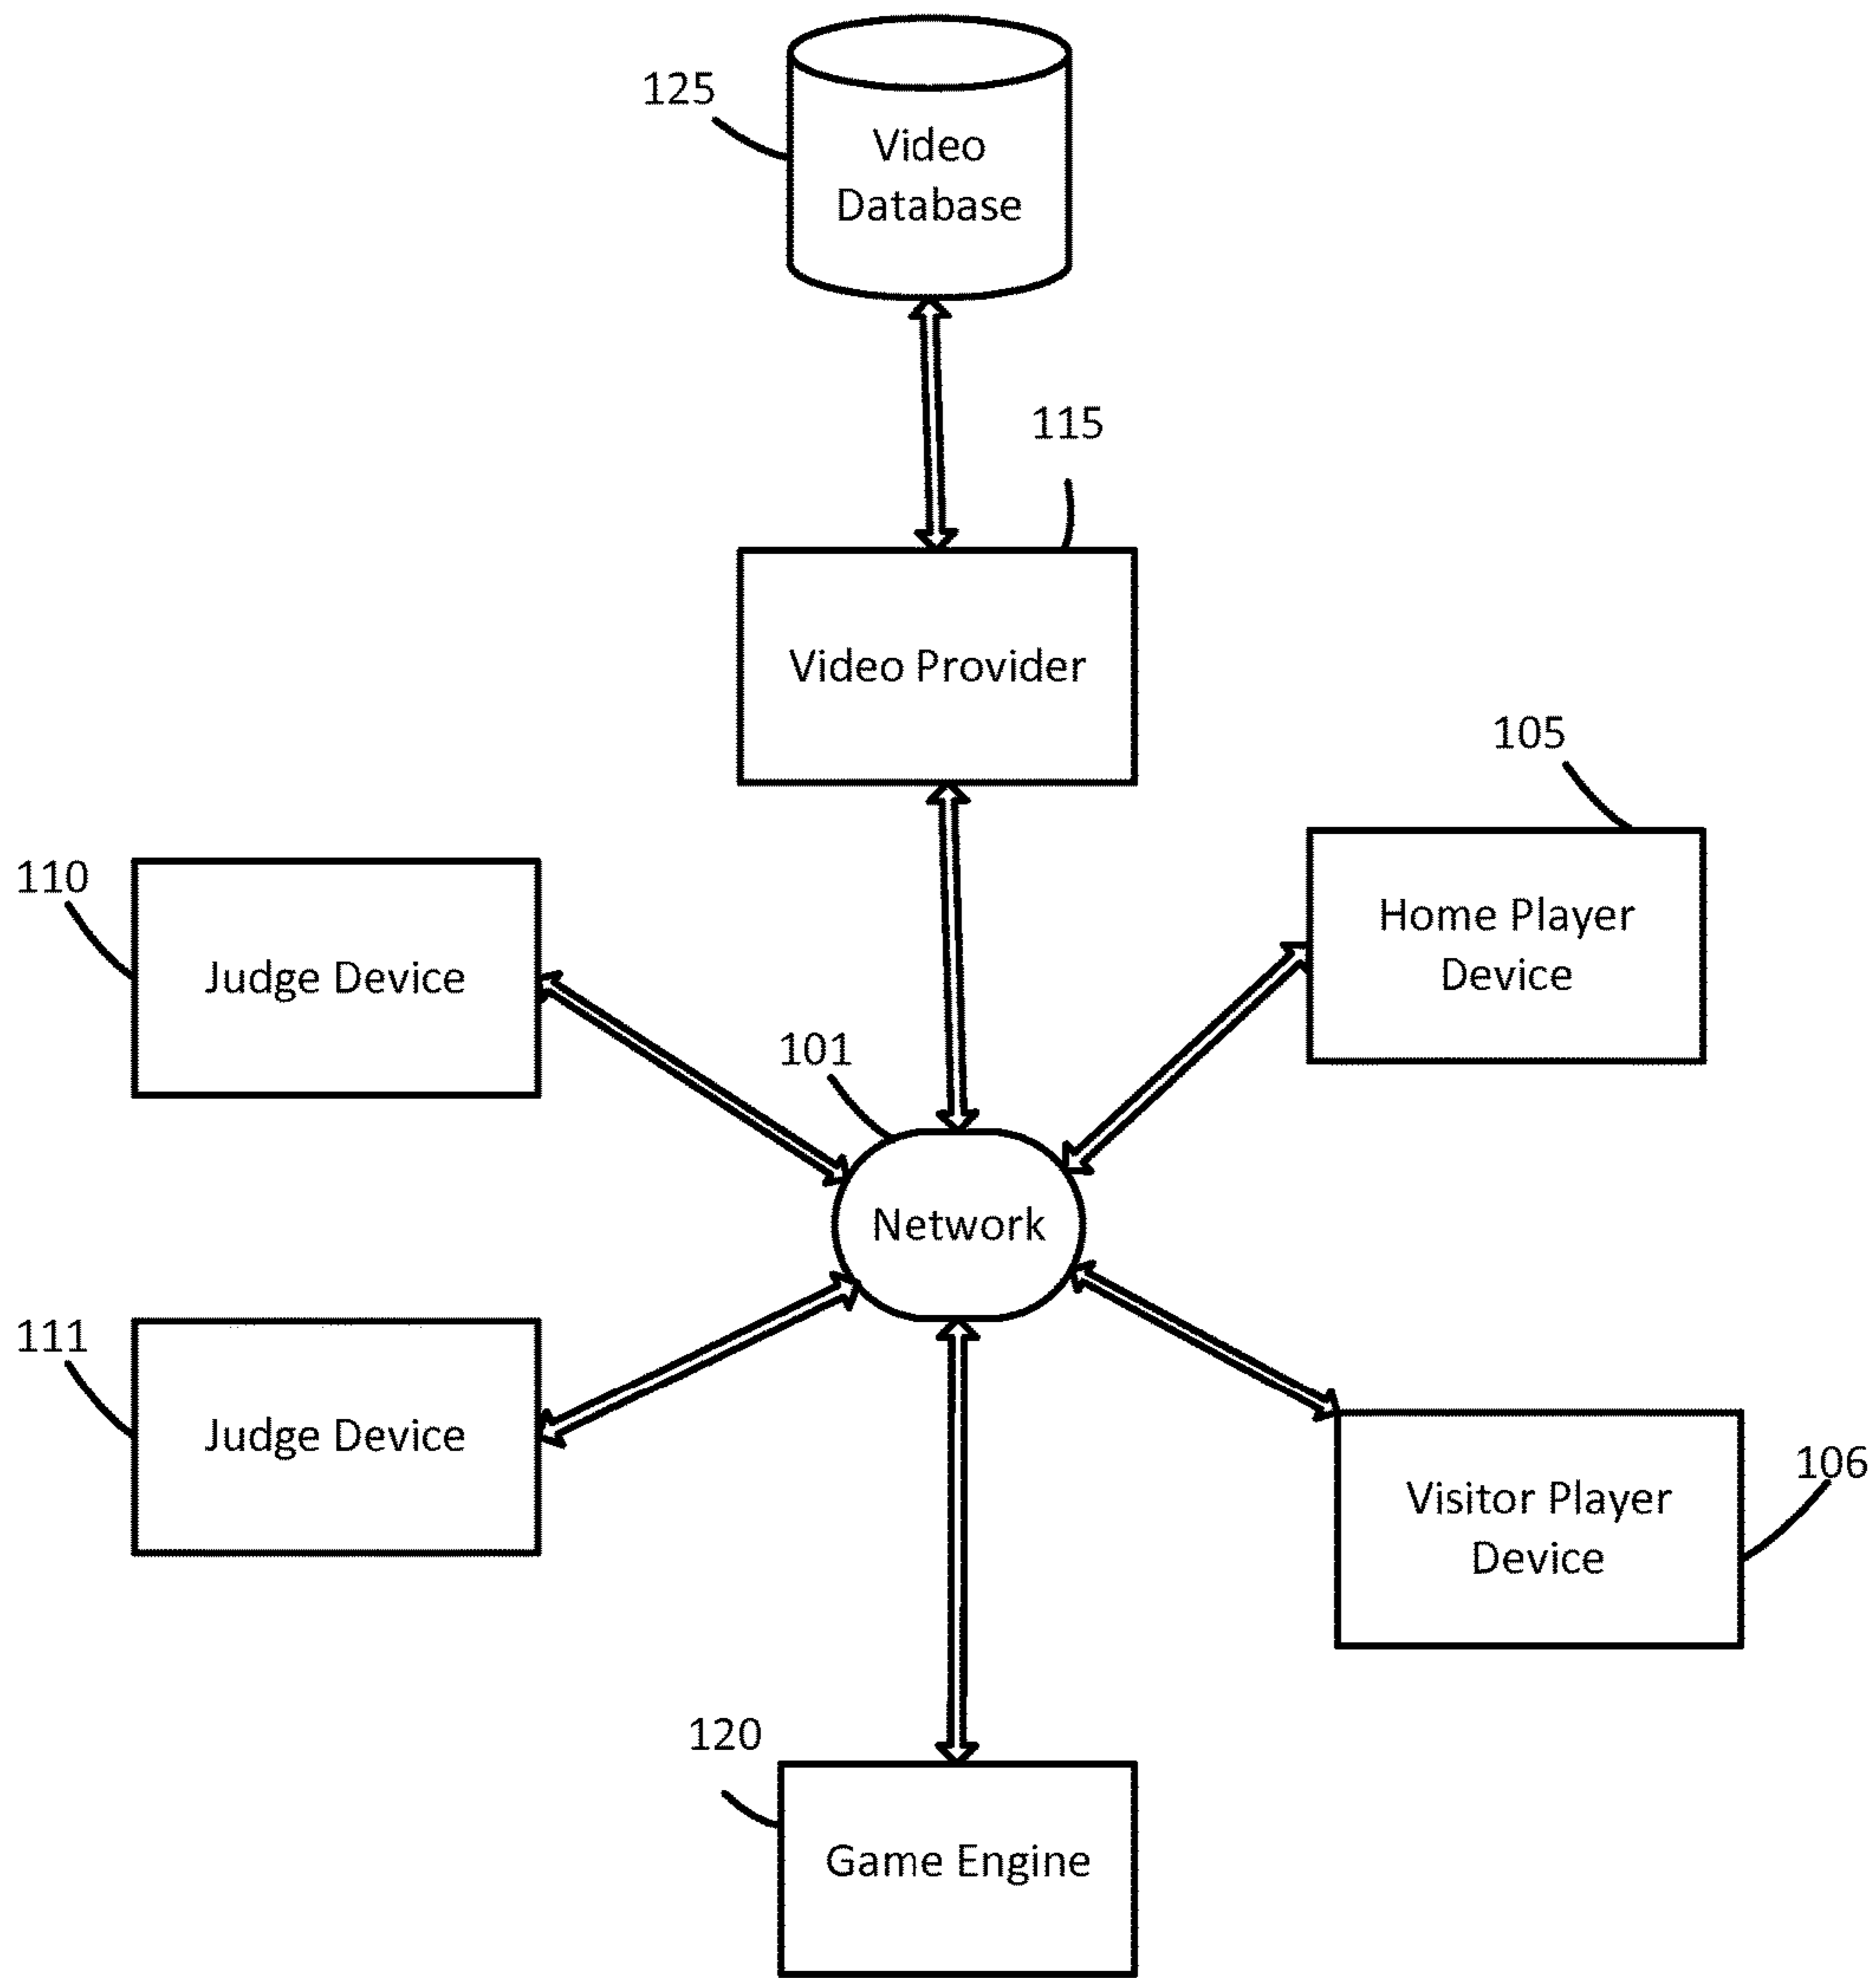 125
Video
Database
115
Video Provider
105
Home Player
Device
110
Judge Device
101
Network
111
Judge Device
106
Visitor Player
Device
120
Game Engine